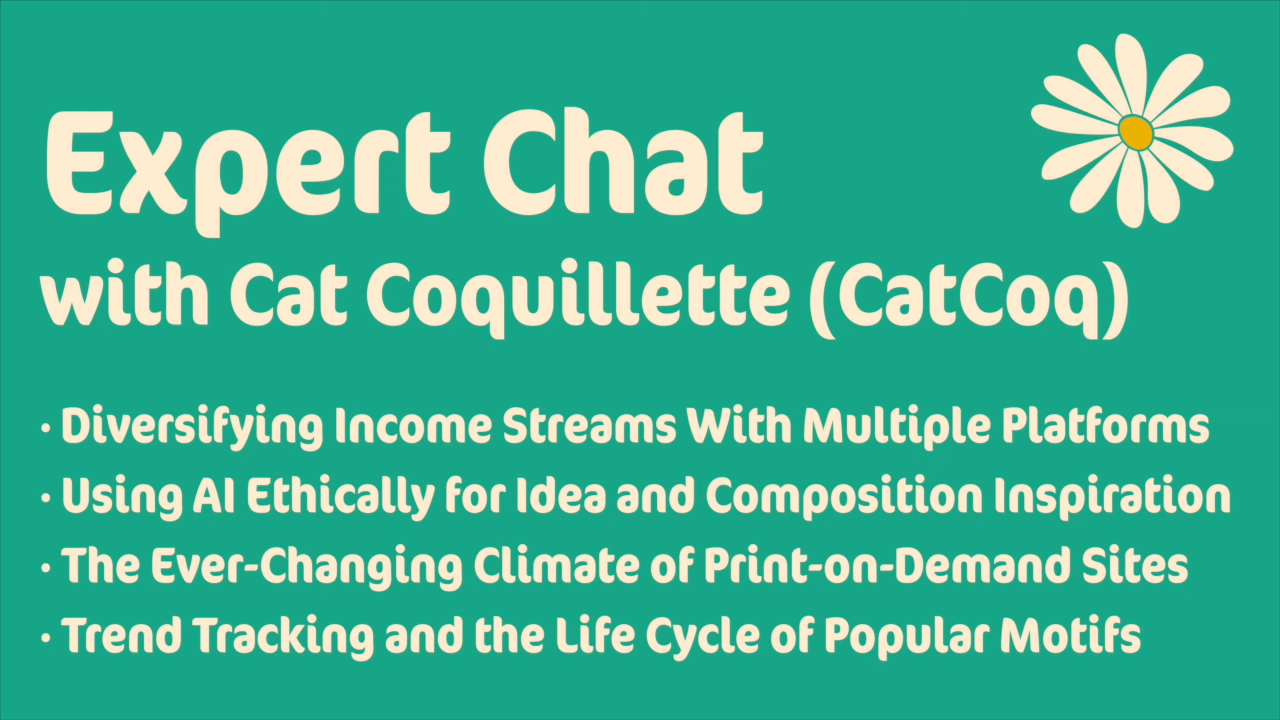 Expert Chat
with Cat Coquillette (CatCoq)
· Diversifying Income Streams With Multiple Platforms
· Using AI Ethically for Idea and Composition Inspiration
· The Ever-Changing Climate of Print-on-Demand Sites
· Trend Tracking and the Life Cycle of Popular Motifs